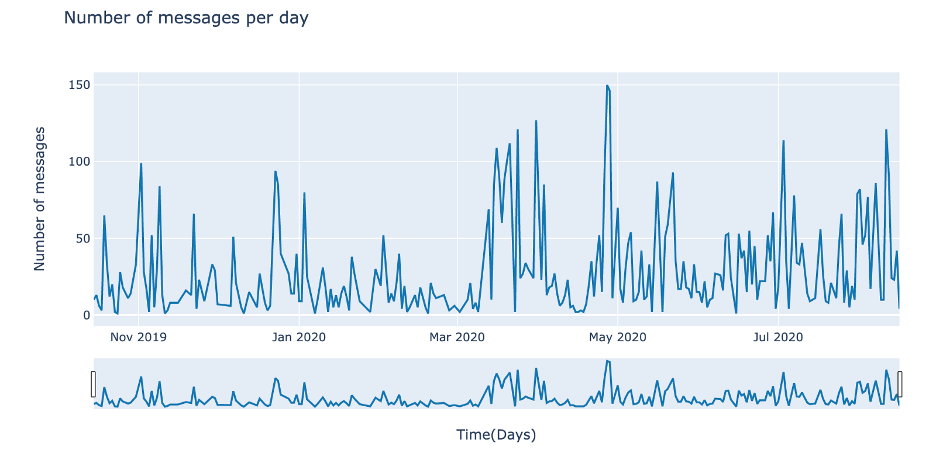 Number of messages per day
150
100
50
0
Number of messages
Nov 2019
Jan 2020
Mar 2020
May 2020
Jul 2020
Time(Days)